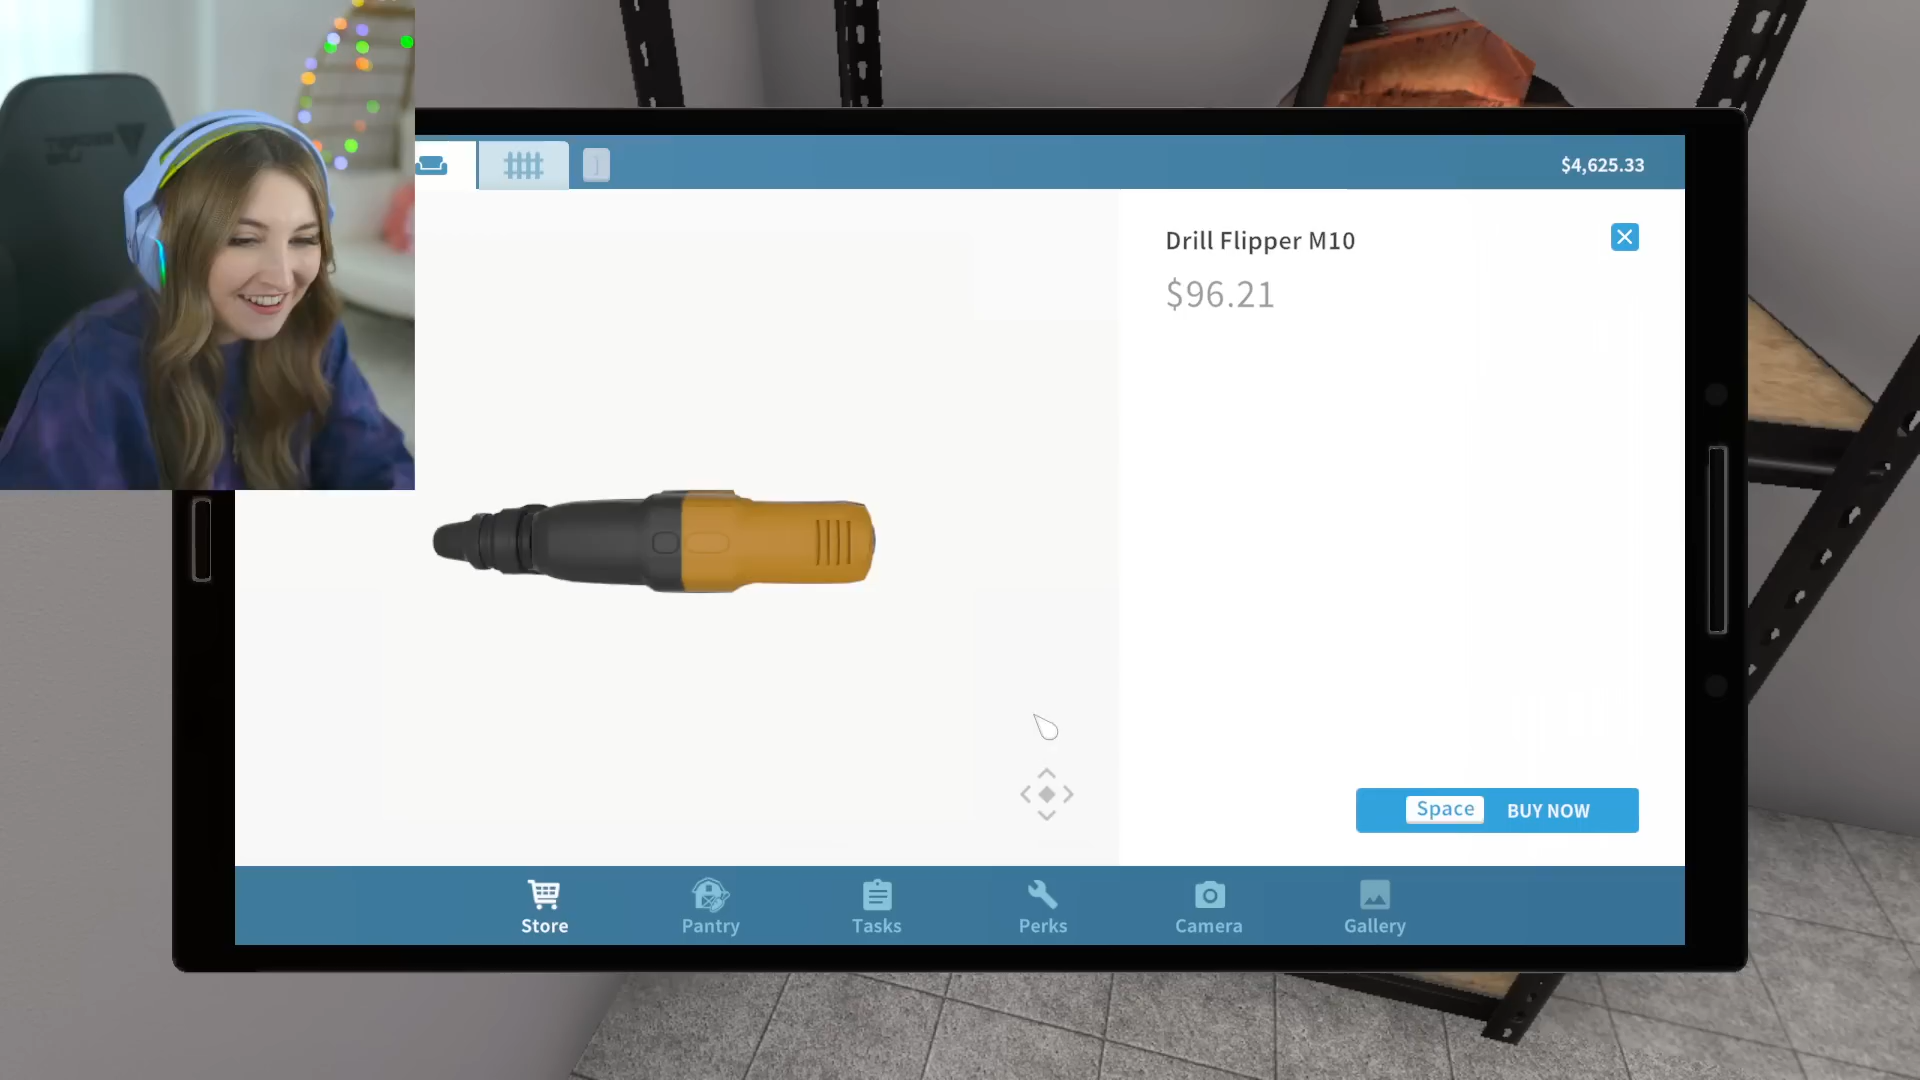 $4,625.33
Drill Flipper M10
$96.21
Space BUY NOW
Store Pantry Tasks Perks Camera Gallery